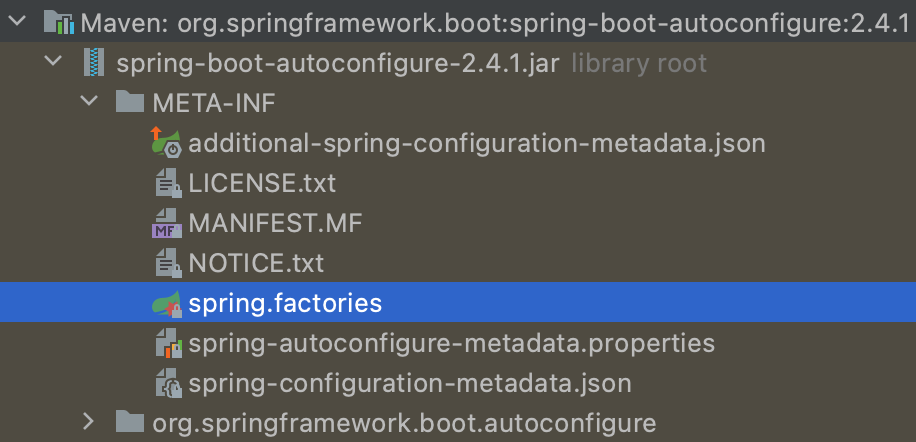 Maven: org.springframework.boot:spring-boot-autoconfigure:2.4.1
spring-boot-autoconfigure-2.4.1.jar library root
META-INF
additional-spring-configuration-metadata.json
LICENSE.txt
MF MANIFEST.MF
NOTICE.txt
spring.factories
spring-autoconfigure-metadata.properties
spring-configuration-metadata.json
org.springframework.boot.autoconfigure